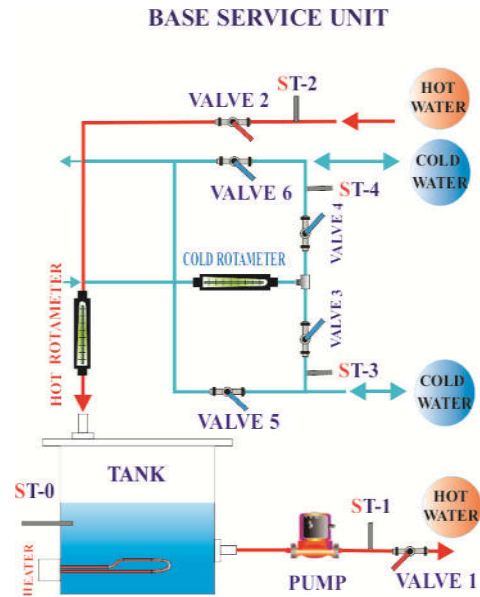 BASE SERVICE UNIT
ST-2
HOT
WATER
VALVE 2
COLD
WATER
VALVE 6
ST-4
VALVE 4
COLD ROTAMETER
HOT ROTAMETER
VALVE 3
ST-3
COLD
WATER
VALVE 5
TANK
ST-0
HOT
WATER
ST-1
HEATER
PUMP
VALVE 1